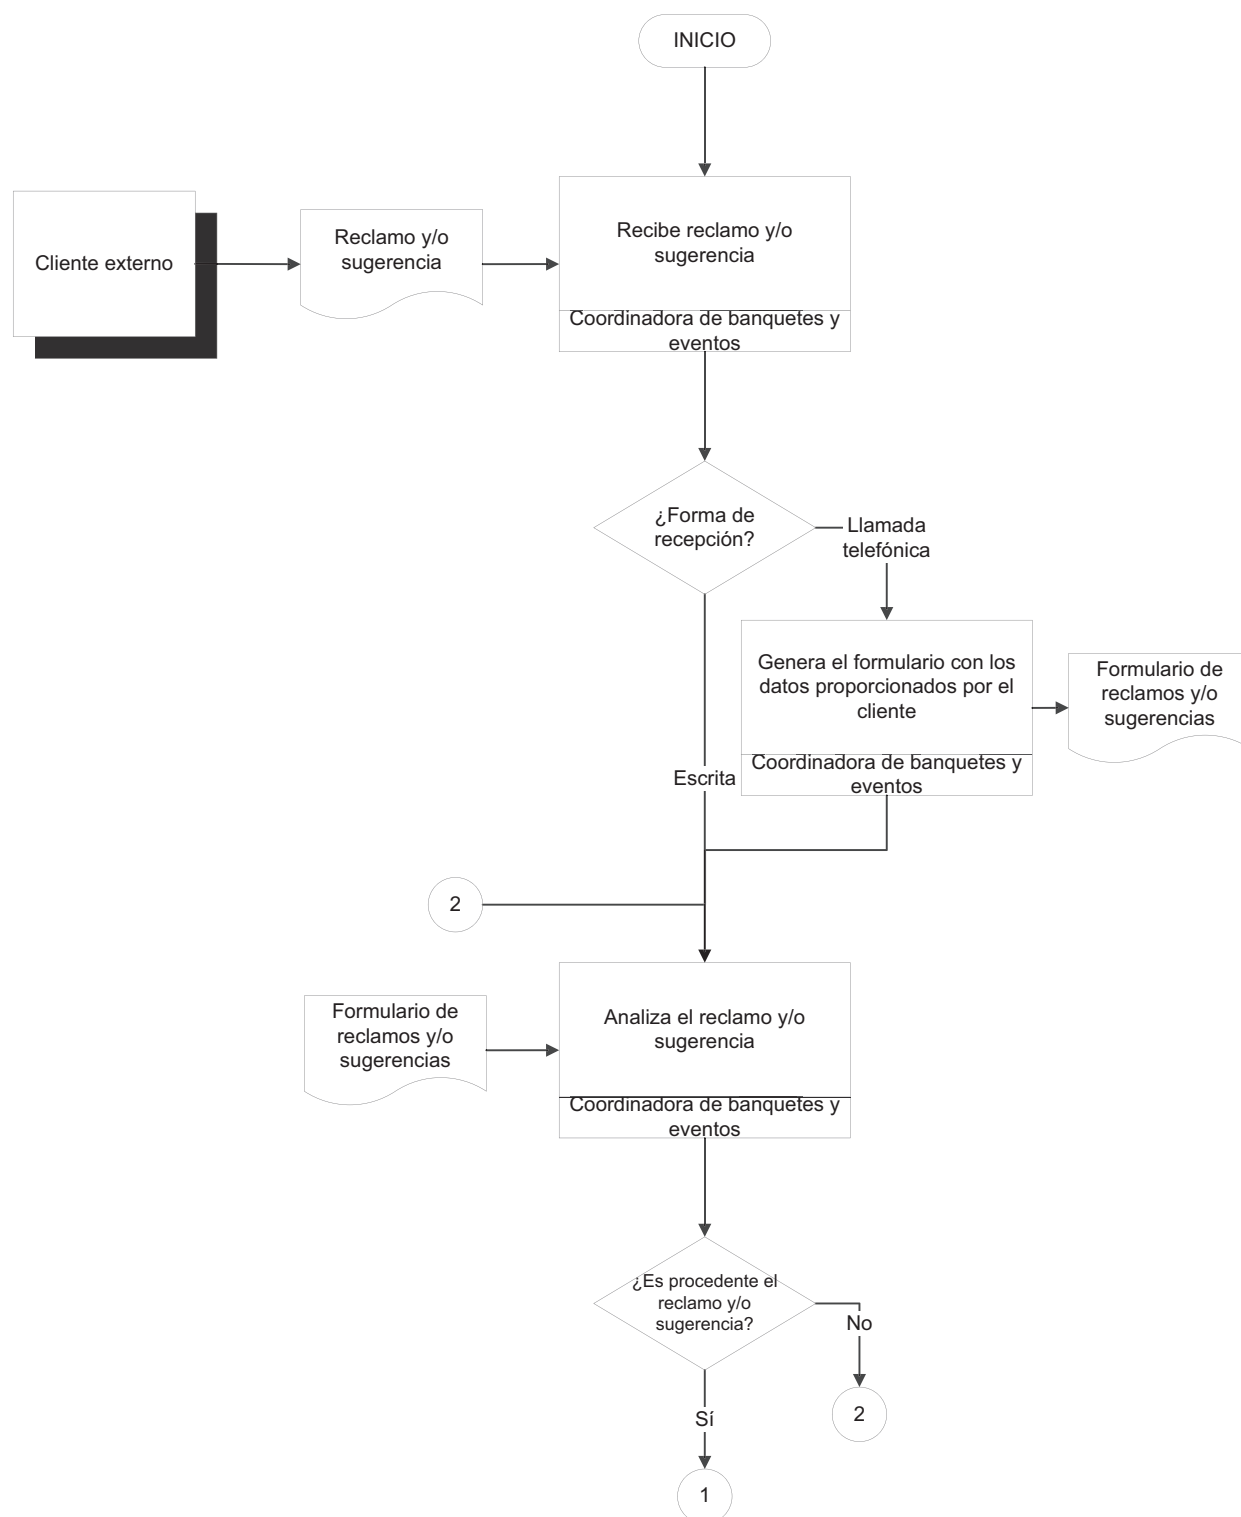 INICIO
Cliente externo
Reclamo y/o
sugerencia
Recibe reclamo y/o
sugerencia
Coordinadora de banquetes y
eventos
¿Forma de
recepción?
Llamada
telefónica
Genera el formulario con los
datos proporcionados por el
cliente
Coordinadora de banquetes y
eventos
Formulario de
reclamos y/o
sugerencias
Escrita
2
Formulario de
reclamos y/o
sugerencias
Analiza el reclamo y/o
sugerencia
Coordinadora de banquetes y
eventos
¿Es procedente el
reclamo y/o
sugerencia?
No
2
Sí
1